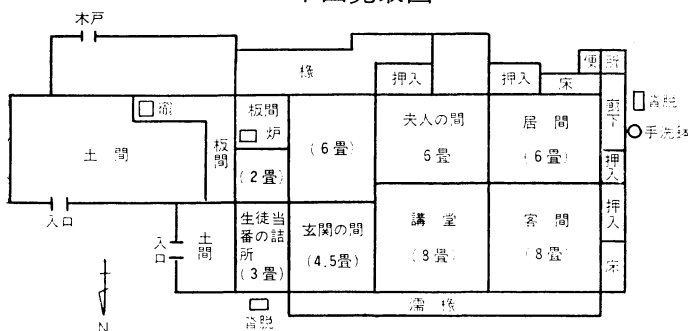 木戸
椽
押入
押入
床
便所
廊下
沓脱
手洗鉢
押入
押入
床
土間
板間
板間
炉
(2畳)
(6畳)
夫人の間
6畳
居間
(6畳)
入口
入口
土間
生徒当
番の詰
所
(3畳)
玄関の間
(4.5畳)
講堂
(8畳)
客間
(8畳)
沓脱
濡椽
N